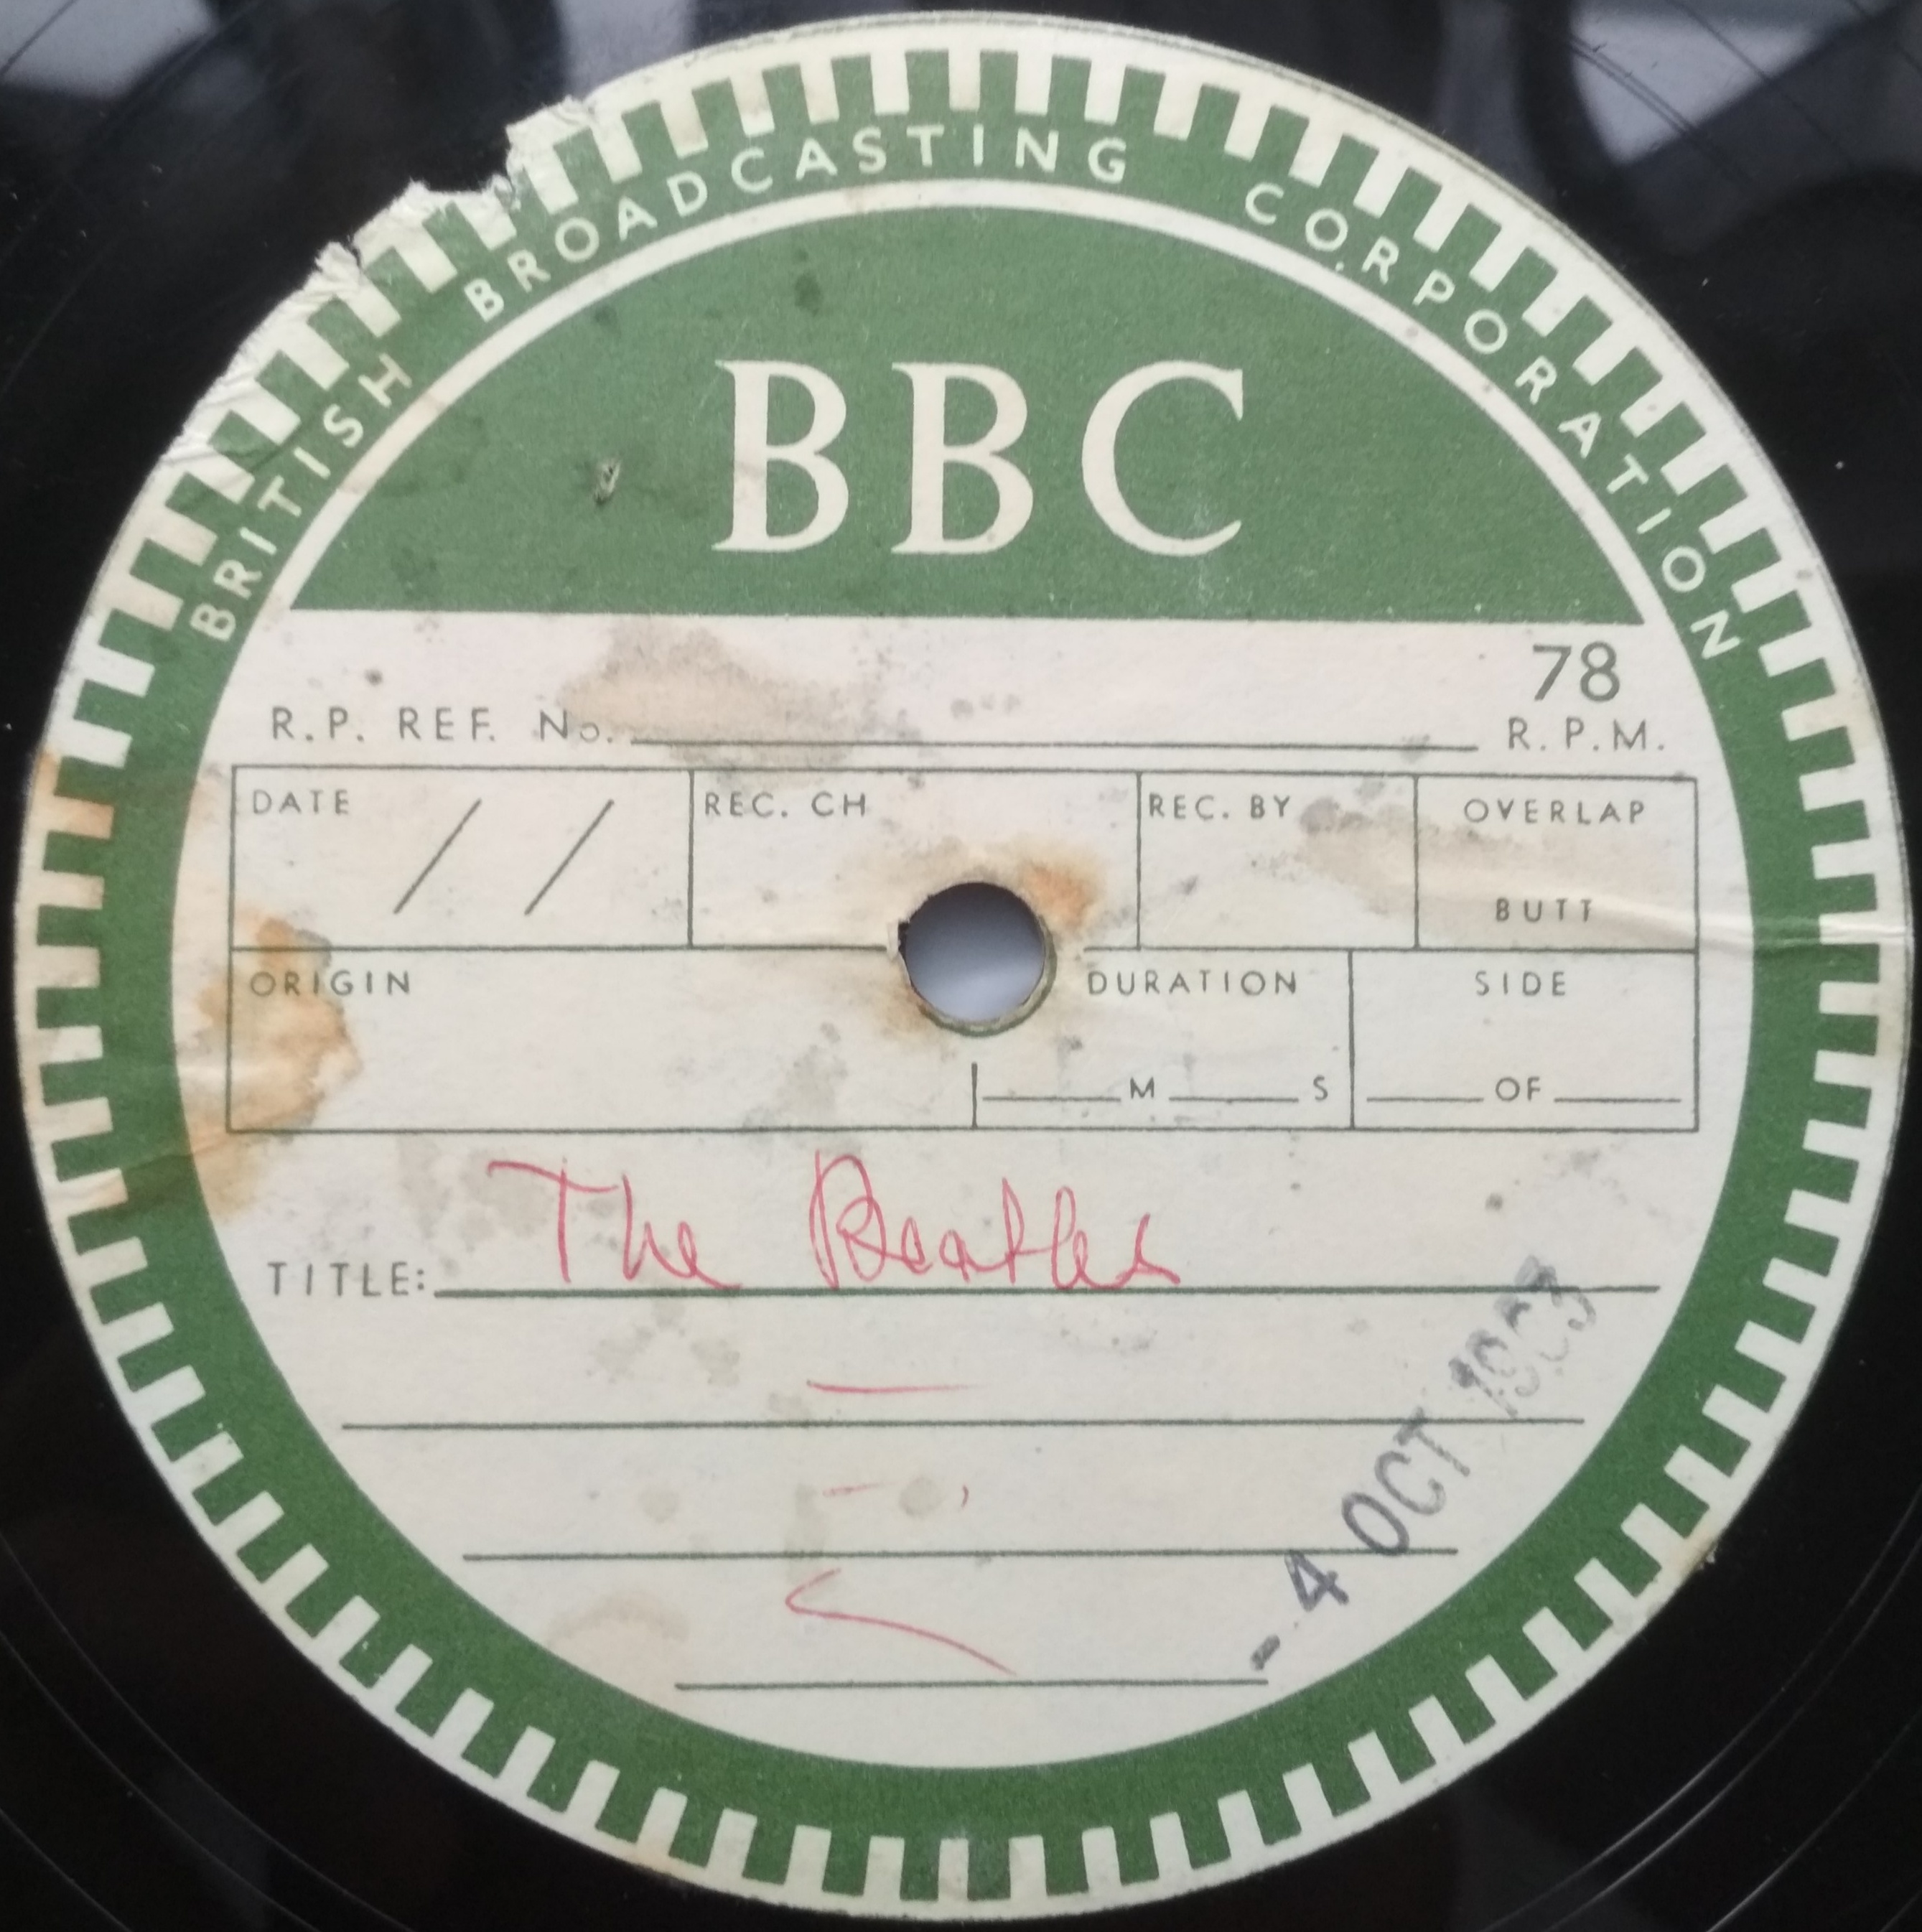 BRITISH BROADCASTING CORPORATION
BBC
78
R.P. REF. No. R.P.M.
DATE / / REC. CH REC. BY OVERLAP
BUTT
ORIGIN DURATION SIDE
M S OF
The Beatles
TITLE:
- 4 OCT 1963